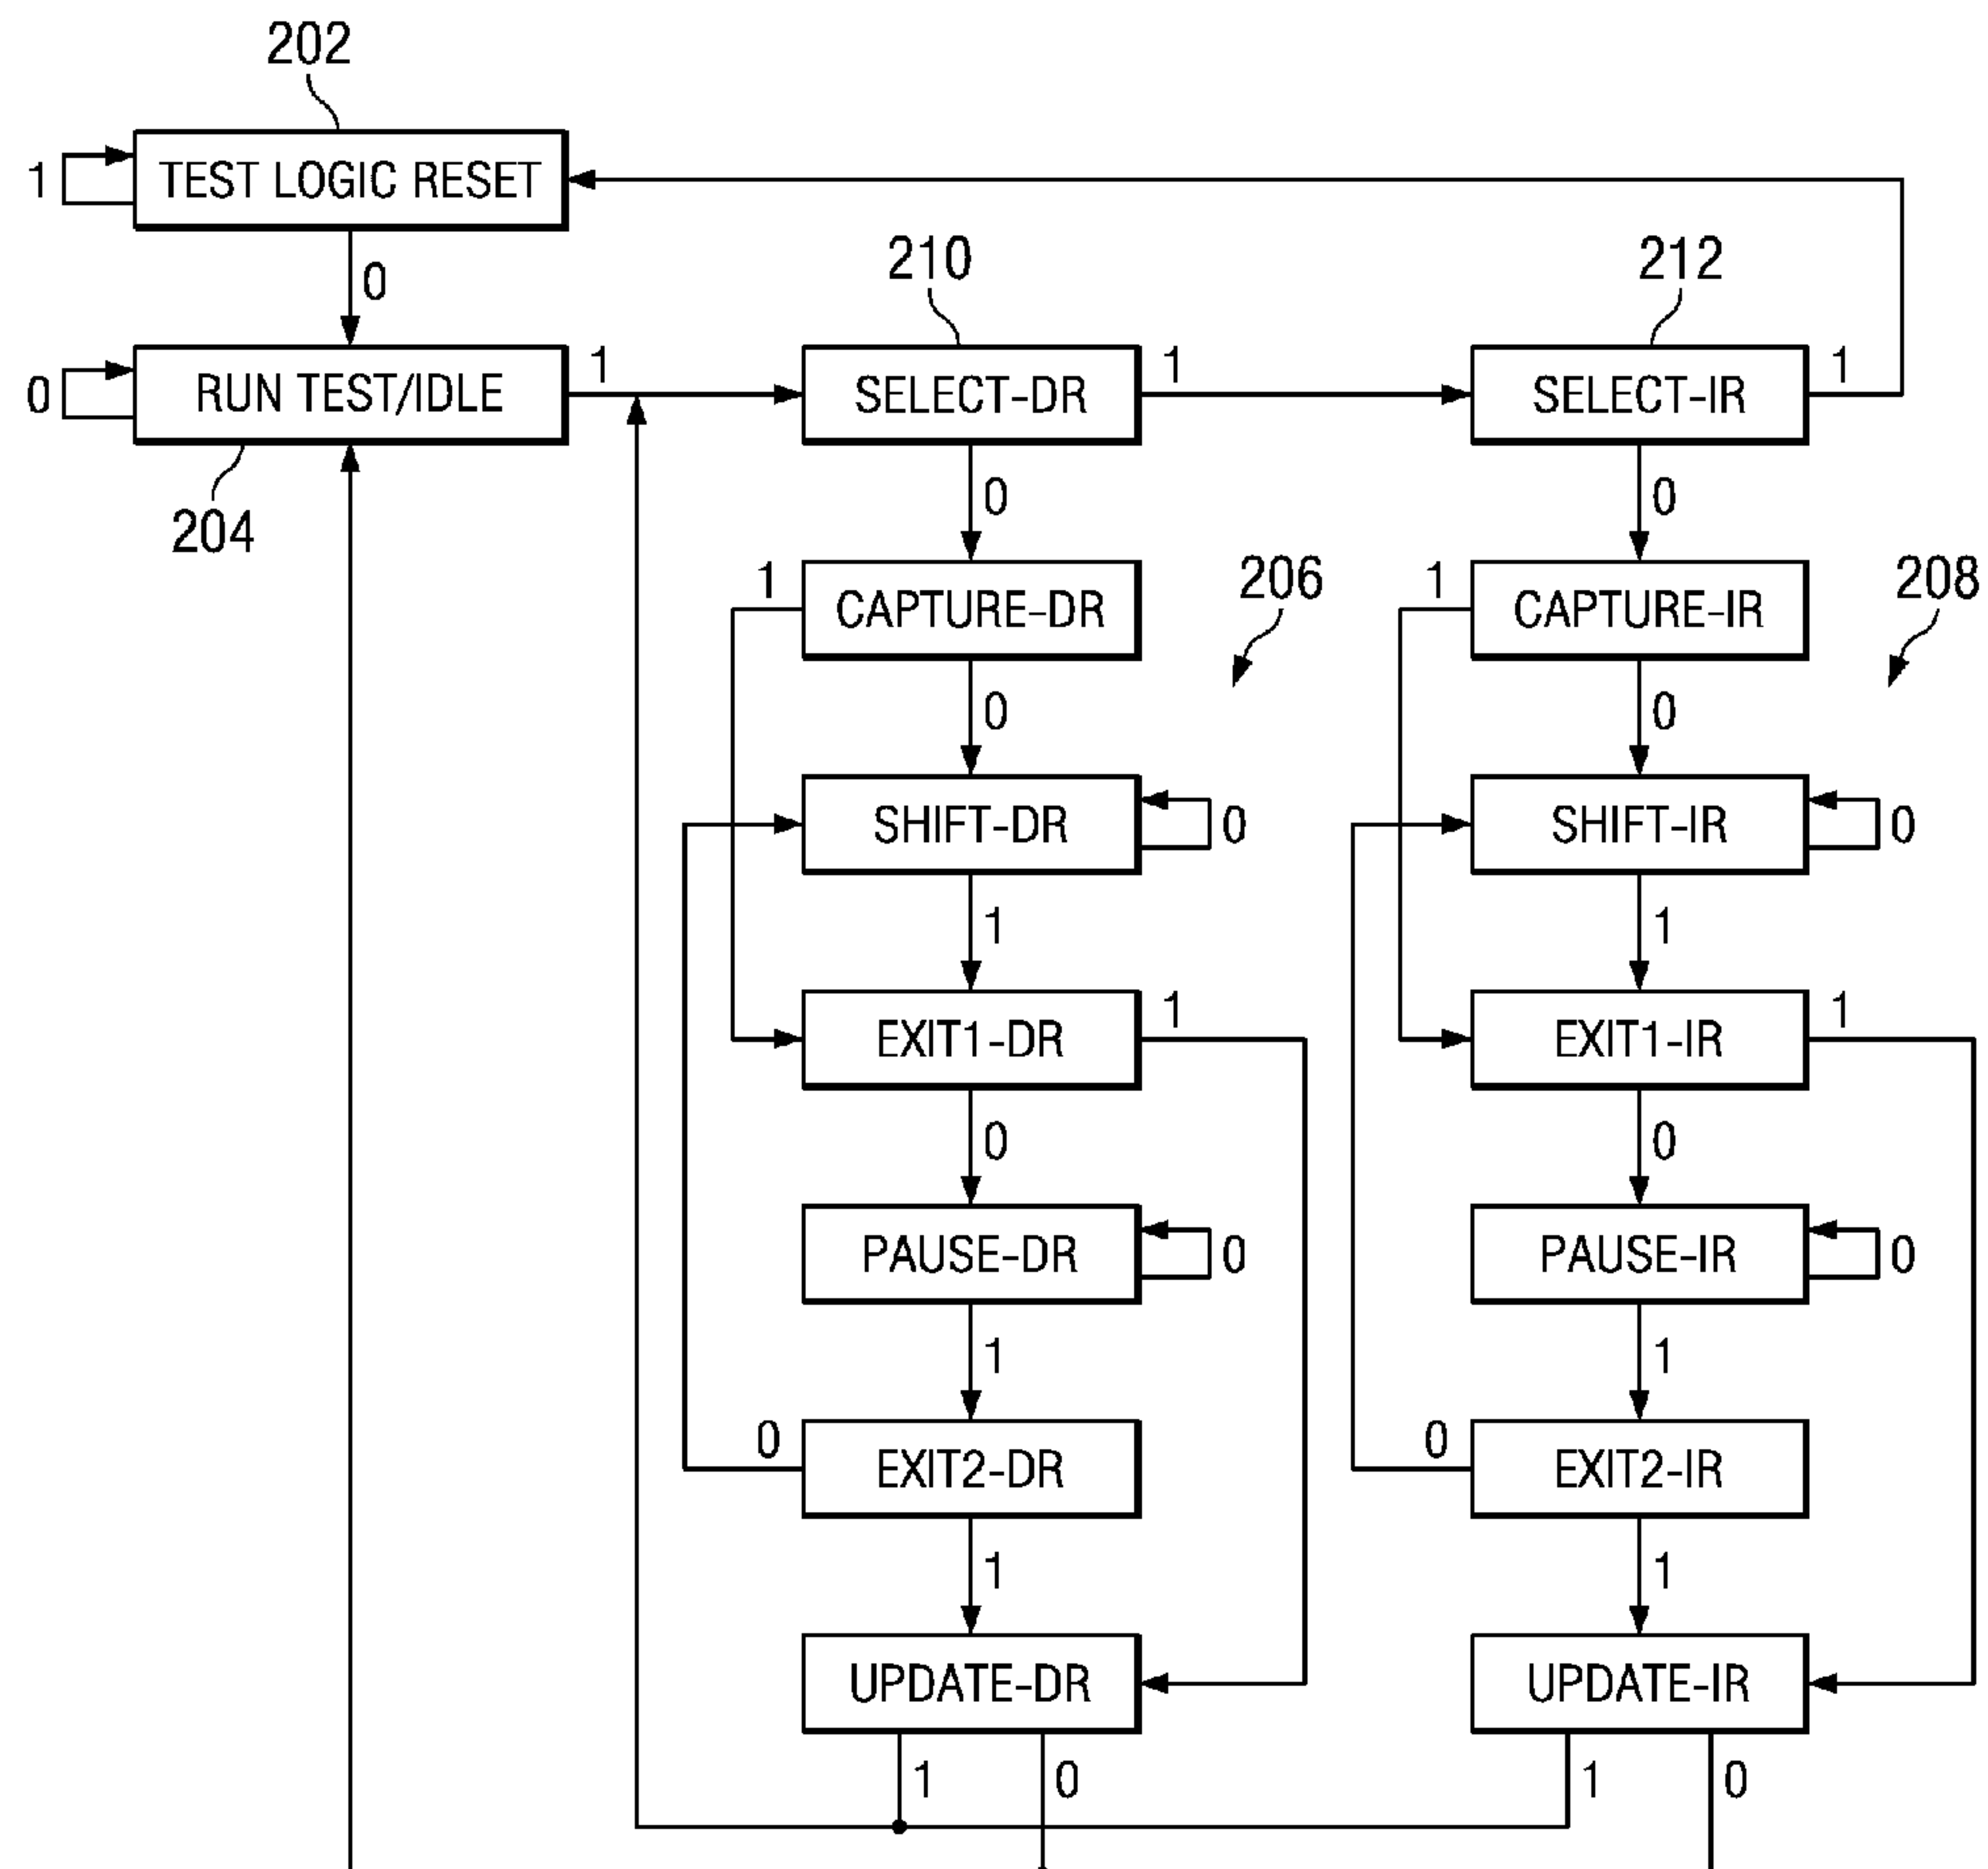 202
1 TEST LOGIC RESET
0
210
212
0 RUN TEST/IDLE 1 SELECT-DR 1 SELECT-IR 1
204
0
0
1 CAPTURE-DR
206
1 CAPTURE-IR
208
0
0
SHIFT-DR 0
SHIFT-IR 0
1
1
EXIT1-DR 1
EXIT1-IR 1
0
0
PAUSE-DR 0
PAUSE-IR 0
1
1
0 EXIT2-DR
0 EXIT2-IR
1
1
UPDATE-DR
UPDATE-IR
1 0
1 0